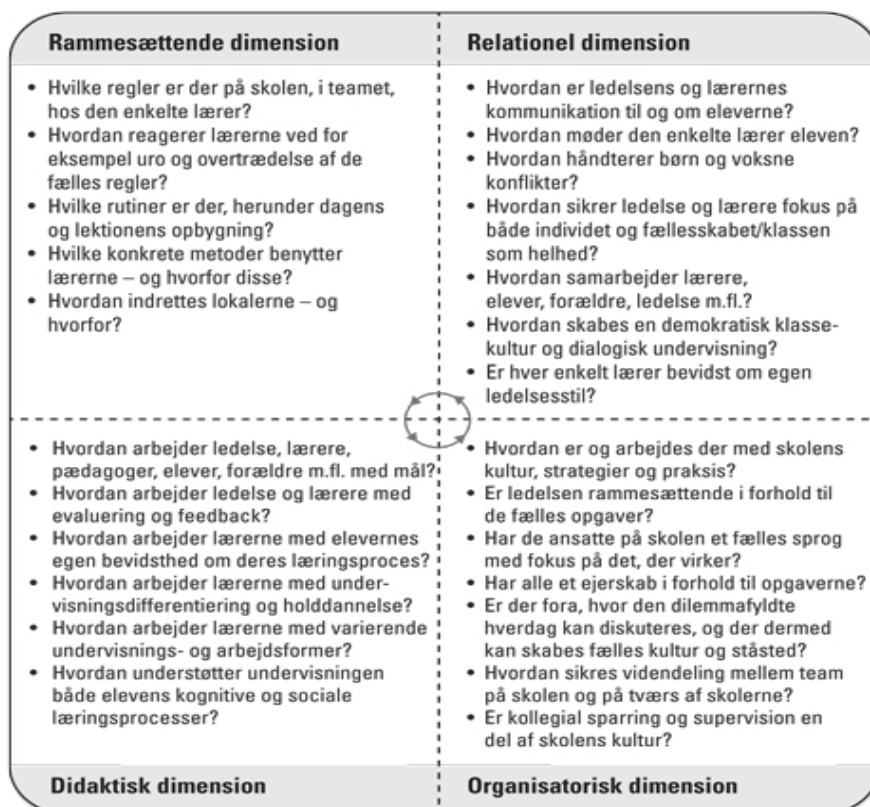 Rammesættende dimension
• Hvilke regler er der på skolen, i teamet,
hos den enkelte lærer?
• Hvordan reagerer lærerne ved for
eksempel uro og overtrædelse af de
fælles regler?
• Hvilke rutiner er der, herunder dagens
og lektionens opbygning?
• Hvilke konkrete metoder benytter
lærerne – og hvorfor disse?
• Hvordan indrettes lokalerne – og
hvorfor?
Relationel dimension
• Hvordan er ledelsens og lærernes
kommunikation til og om eleverne?
• Hvordan møder den enkelte lærer eleven?
• Hvordan håndterer børn og voksne
konflikter?
• Hvordan sikrer ledelse og lærere fokus på
både individet og fællesskabet/klassen
som helhed?
• Hvordan samarbejder lærere,
elever, forældre, ledelse m.fl.?
• Hvordan skabes en demokratisk klasse-
kultur og dialogisk undervisning?
• Er hver enkelt lærer bevidst om egen
ledelsesstil?
• Hvordan arbejder ledelse, lærere,
pædagoger, elever, forældre m.fl. med mål?
• Hvordan arbejder ledelse og lærere med
evaluering og feedback?
• Hvordan arbejder lærerne med elevernes
egen bevidsthed om deres læringsproces?
• Hvordan arbejder lærerne med under-
visningsdifferentiering og holddannelse?
• Hvordan arbejder lærerne med varierende
undervisnings- og arbejdsformer?
• Hvordan understøtter undervisningen
både elevens kognitive og sociale
læringsprocesser?
Didaktisk dimension
• Hvordan er og arbejdes der med skolens
kultur, strategier og praksis?
• Er ledelsen rammesættende i forhold til
de fælles opgaver?
• Har de ansatte på skolen et fælles sprog
med fokus på det, der virker?
• Har alle et ejerskab i forhold til opgaverne?
• Er der fora, hvor den dilemmafyldte
hverdag kan diskuteres, og der dermed
kan skabes fælles kultur og ståsted?
• Hvordan sikres videndeling mellem team
på skolen og på tværs af skolerne?
• Er kollegial sparring og supervision en
del af skolens kultur?
Organisatorisk dimension